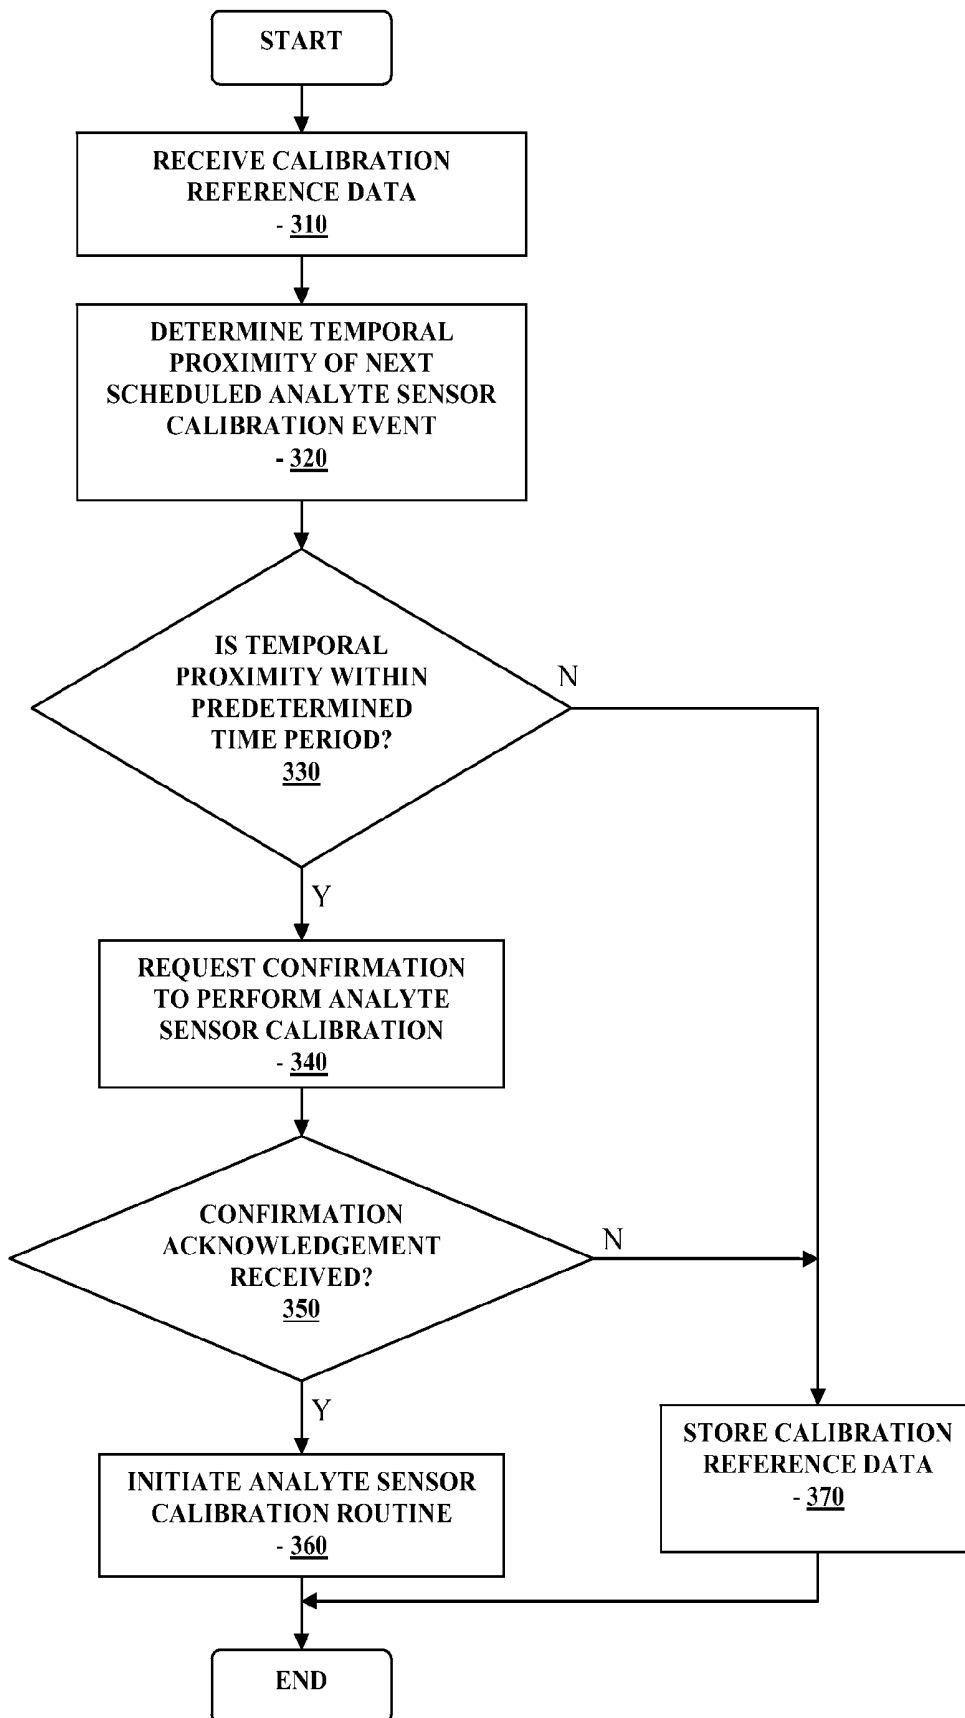 START
RECEIVE CALIBRATION
REFERENCE DATA
- 310
DETERMINE TEMPORAL
PROXIMITY OF NEXT
SCHEDULED ANALYTE SENSOR
CALIBRATION EVENT
- 320
IS TEMPORAL
PROXIMITY WITHIN
PREDETERMINED
TIME PERIOD?
330
N
Y
REQUEST CONFIRMATION
TO PERFORM ANALYTE
SENSOR CALIBRATION
- 340
CONFIRMATION
ACKNOWLEDGEMENT
RECEIVED?
350
N
Y
INITIATE ANALYTE SENSOR
CALIBRATION ROUTINE
- 360
STORE CALIBRATION
REFERENCE DATA
- 370
END